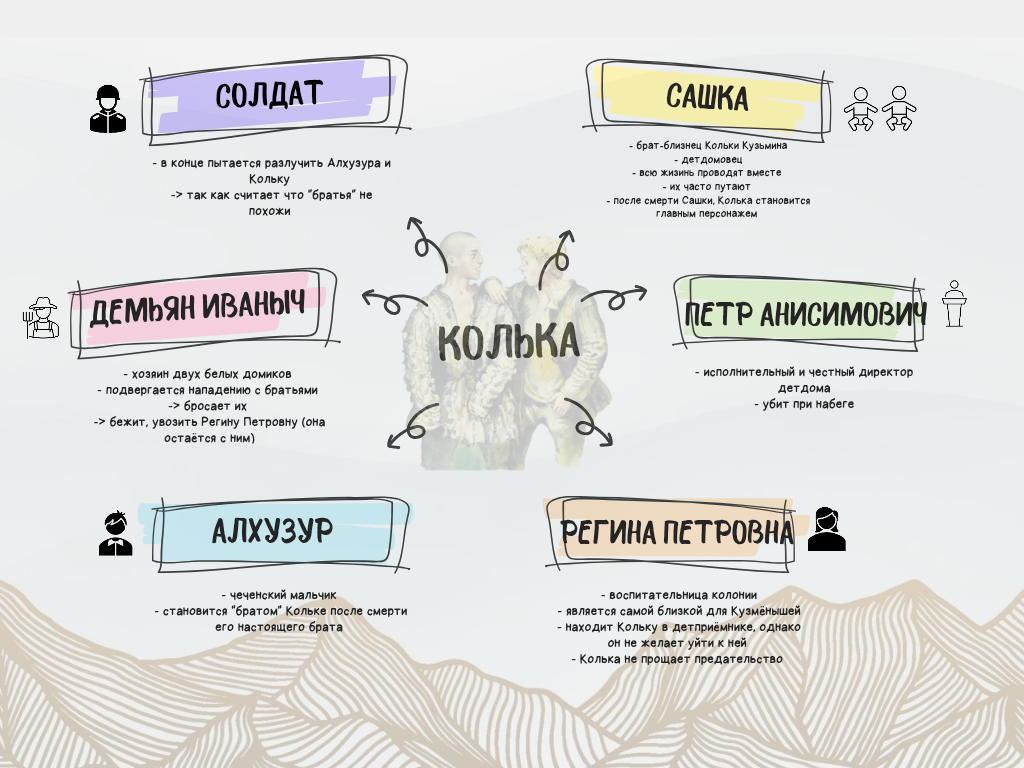 СОЛДАТ
- в конце пытается разлучить Алхузура и
Кольку
-> так как считает что "братья" не
похожи
САШКА
- брат-близнец Кольки Кузьмина
- детдомовец
- всю жизинь проводят вместе
- их часто путают
- после смерти Сашки, Колька становится
главным персонажем
ДЕМЬЯН ИВАНЫЧ
- хозяин двух белых домиков
- подвергается нападению с братьями
-> бросает их
-> бежит, увозить Регину Петровну (она
остаётся с ним)
КОЛЬКА
ПЕТР АНИСИМОВИЧ
- исполнительный и честный директор
детдома
- убит при набеге
АЛХУЗУР
- чеченский мальчик
- становится "братом" Кольке после смерти
его настоящего брата
РЕГИНА ПЕТРОВНА
- воспитательница колонии
- является самой близкой для Кузмёнышей
- находит Кольку в детприёмнике, однако
он не желает уйти к ней
- Колька не прощает предательство